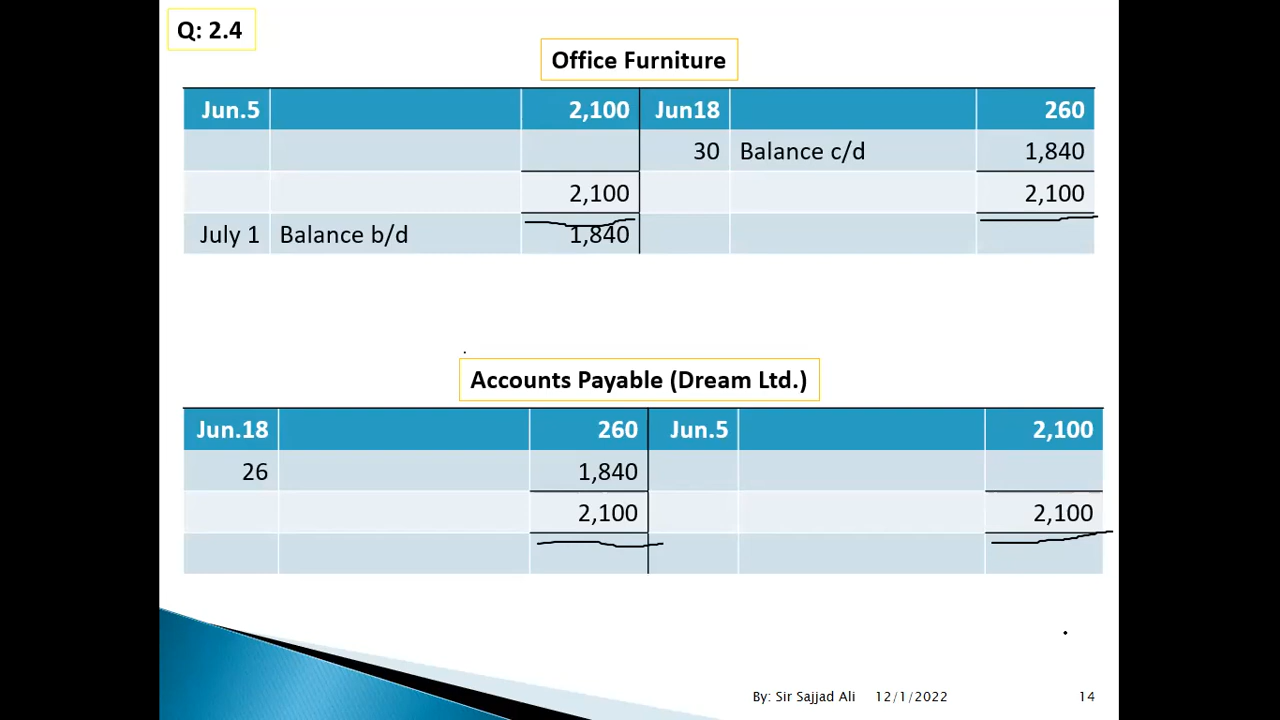 Q: 2.4
Office Furniture
Jun.5 2,100 Jun18 260
30 Balance c/d 1,840
2,100 2,100
July 1 Balance b/d 1,840
Accounts Payable (Dream Ltd.)
Jun.18 260 Jun.5 2,100
26 1,840
2,100 2,100
By: Sir Sajjad Ali 12/1/2022 14